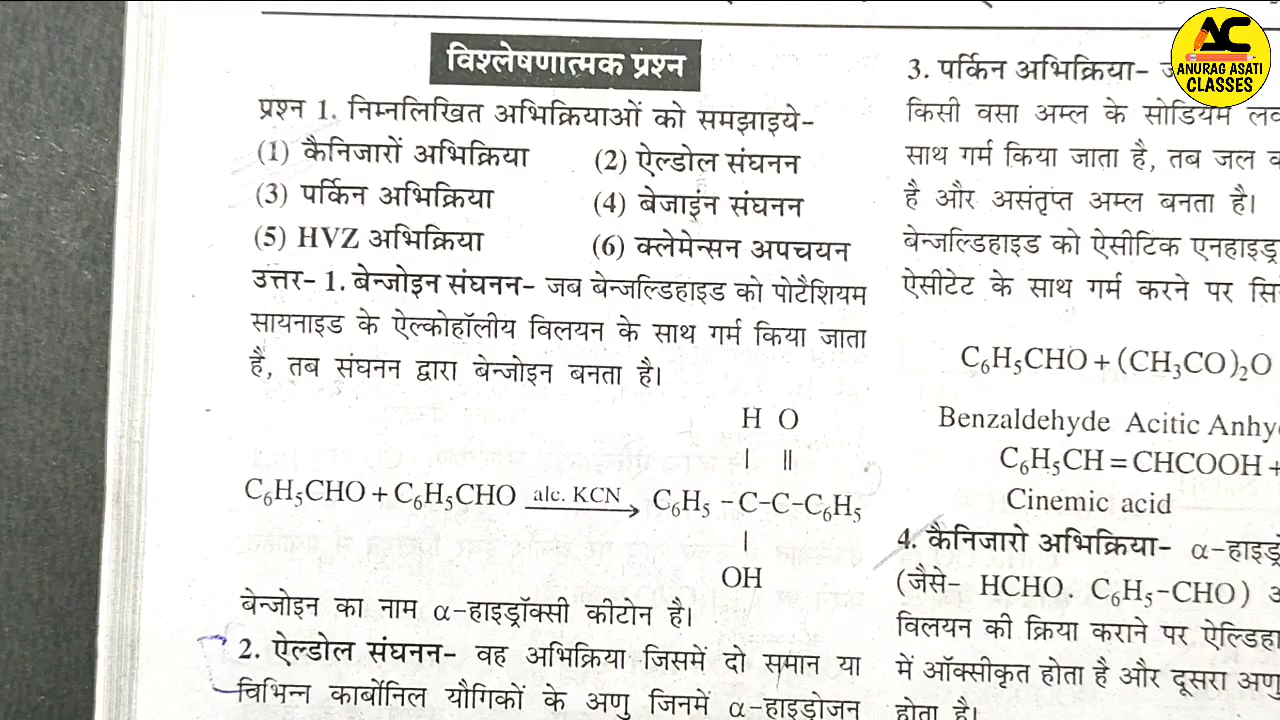 विश्लेषणात्मक प्रश्न
प्रश्न 1. निम्नलिखित अभिक्रियाओं को समझाइये-
(1) कैनिजारों अभिक्रिया (2) ऐल्डोल संघनन
(3) पर्किन अभिक्रिया (4) बेजाइंन संघनन
(5) HVZ अभिक्रिया (6) क्लेमेन्सन अपचयन
उत्तर- 1. बेन्जोइन संघनन- जब बेन्जल्डिहाइड को पोटैशियम
सायनाइड के ऐल्कोहॉलीय विलयन के साथ गर्म किया जाता
है, तब संघनन द्वारा बेन्जोइन बनता है।
H O
| ||
C₆H₅CHO + C₆H₅CHO alc. KCN → C₆H₅ -C-C-C₆H₅
|
OH
बेन्जोइन का नाम α-हाइड्रॉक्सी कीटोन है।
2. ऐल्डोल संघनन- वह अभिक्रिया जिसमें दो समान या
विभिन्न कार्बोनिल यौगिकों के अणु जिनमें α-हाइड्रोजन
3. पर्किन अभिक्रिया-
किसी वसा अम्ल के सोडियम
साथ गर्म किया जाता है, तब जल
है और असंतृप्त अम्ल बनता है।
बेन्जल्डिहाइड को ऐसीटिक
ऐसीटेट के साथ गर्म करने पर
C₆H₅CHO + (CH₃CO)₂O
Benzaldehyde Acitic
C₆H₅CH = CHCOOH +
Cinemic acid
4. कैनिजारो अभिक्रिया-
(जैसे- HCHO. C₆H₅-CHO)
विलयन की क्रिया कराने पर
में ऑक्सीकृत होता है और दूसरा अणु
होता है।
AC
ANURAG ASATI
CLASSES